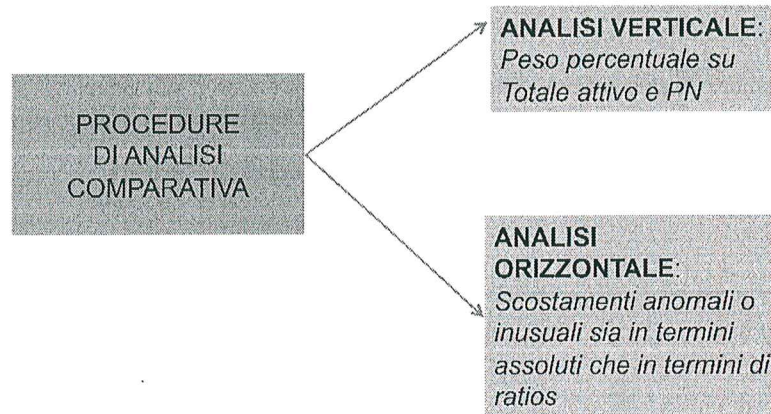 PROCEDURE
DI ANALISI
COMPARATIVA
ANALISI VERTICALE:
Peso percentuale su
Totale attivo e PN
ANALISI
ORIZZONTALE:
Scostamenti anomali o
inusuali sia in termini
assoluti che in termini di
ratios